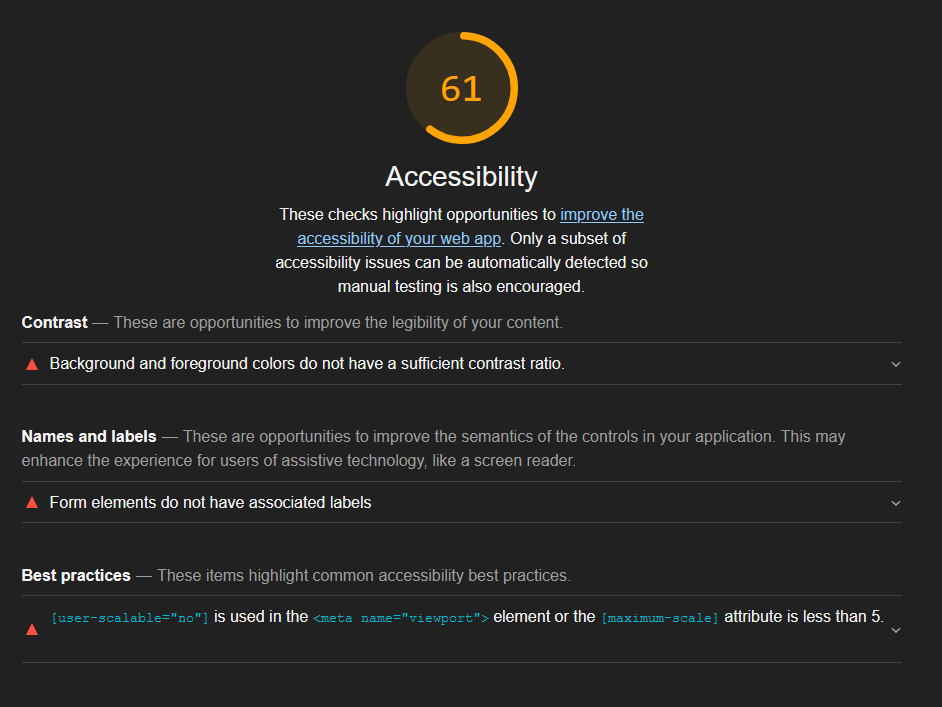 61
Accessibility
These checks highlight opportunities to improve the
accessibility of your web app. Only a subset of
accessibility issues can be automatically detected so
manual testing is also encouraged.
Contrast — These are opportunities to improve the legibility of your content.
Background and foreground colors do not have a sufficient contrast ratio.
Names and labels — These are opportunities to improve the semantics of the controls in your application. This may
enhance the experience for users of assistive technology, like a screen reader.
Form elements do not have associated labels
Best practices — These items highlight common accessibility best practices.
[user-scalable="no"] is used in the <meta name="viewport"> element or the [maximum-scale] attribute is less than 5.